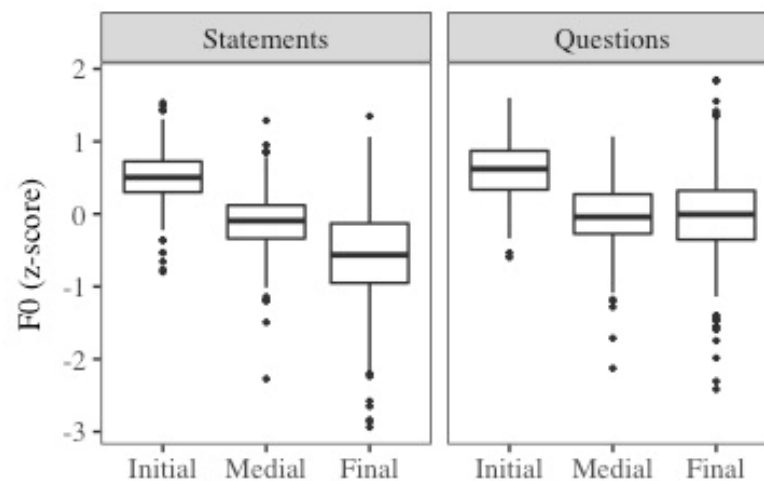 Statements Questions
2
1
0
-1
-2
-3
F0 (z-score)
Initial Medial Final Initial Medial Final